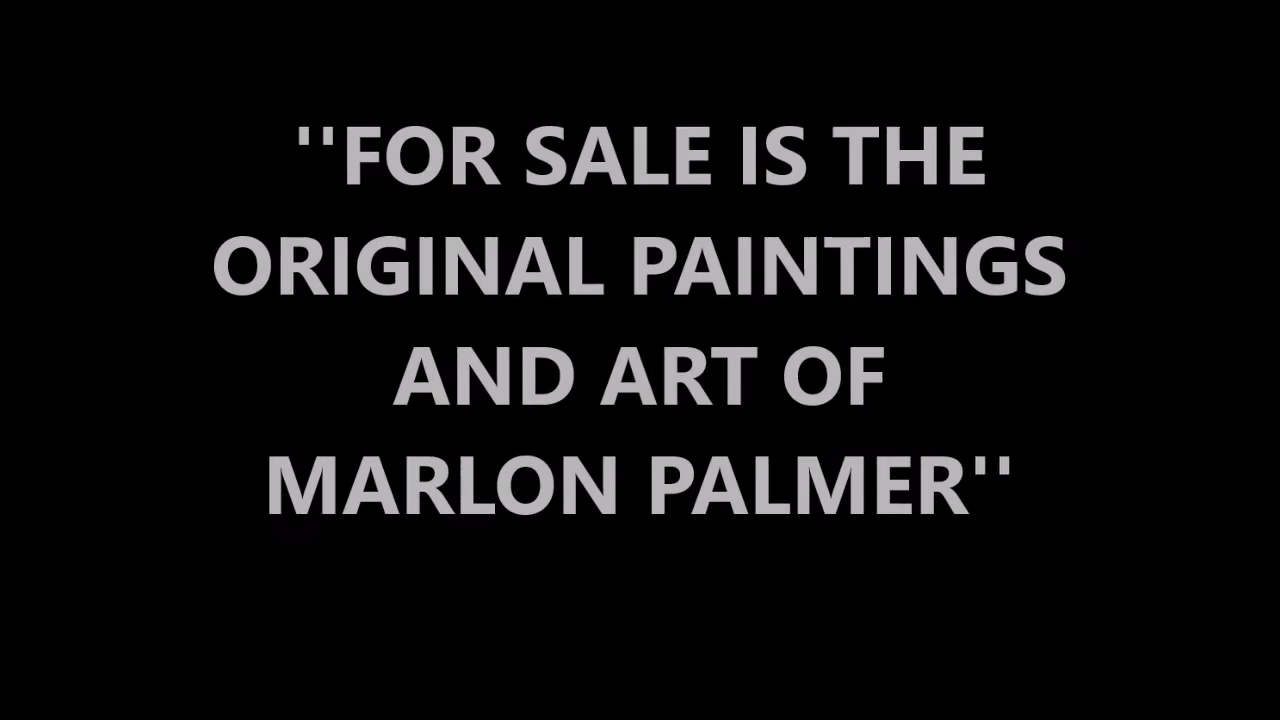 ''FOR SALE IS THE
ORIGINAL PAINTINGS
AND ART OF
MARLON PALMER''